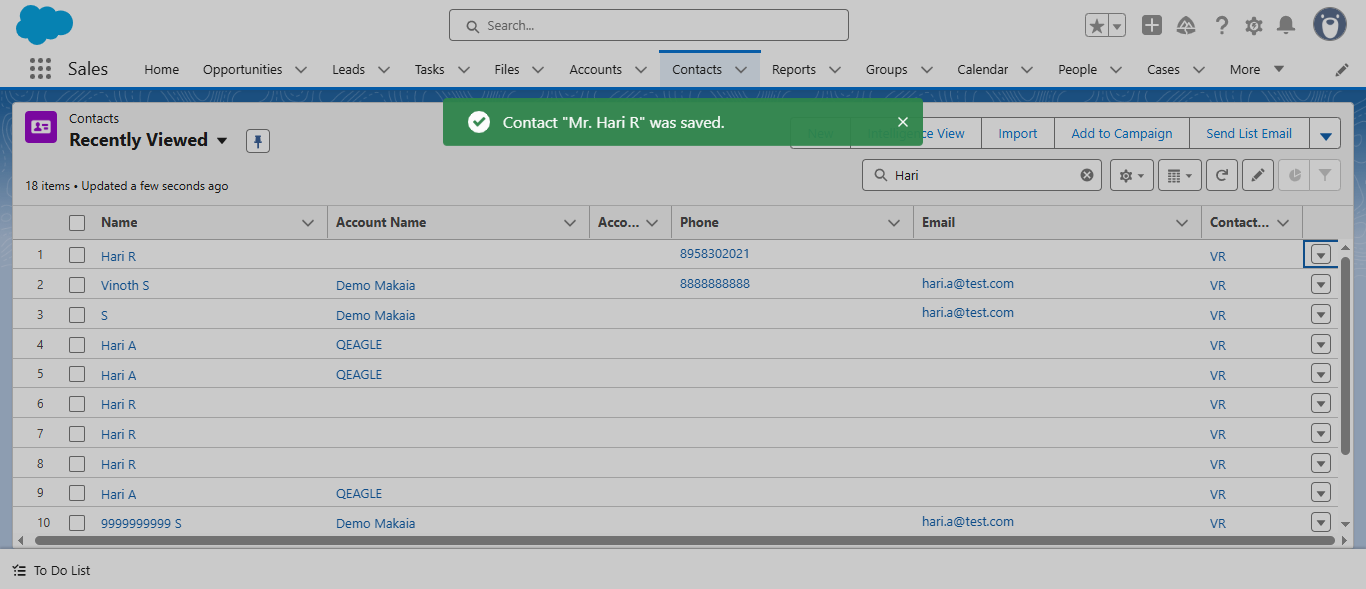 Search...
Sales Home Opportunities Leads Tasks Files Accounts Contacts Reports Groups Calendar People Cases More
Contacts
Recently Viewed
Contact "Mr. Hari R" was saved.
New Intelligence View Import Add to Campaign Send List Email
18 items • Updated a few seconds ago
Hari
Name Account Name Acco... Phone Email Contact...
1 Hari R 8958302021 VR
2 Vinoth S Demo Makaia 8888888888 hari.a@test.com VR
3 S Demo Makaia hari.a@test.com VR
4 Hari A QEAGLE VR
5 Hari A QEAGLE VR
6 Hari R VR
7 Hari R VR
8 Hari R VR
9 Hari A QEAGLE VR
10 9999999999 S Demo Makaia hari.a@test.com VR
To Do List